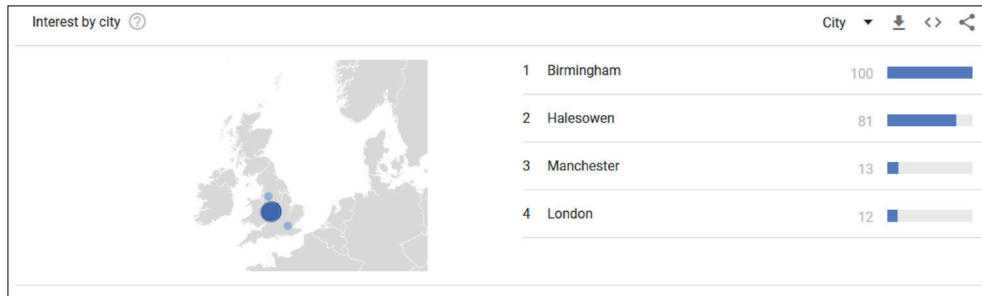 Interest by city ?
City
1 Birmingham 100
2 Halesowen 81
3 Manchester 13
4 London 12